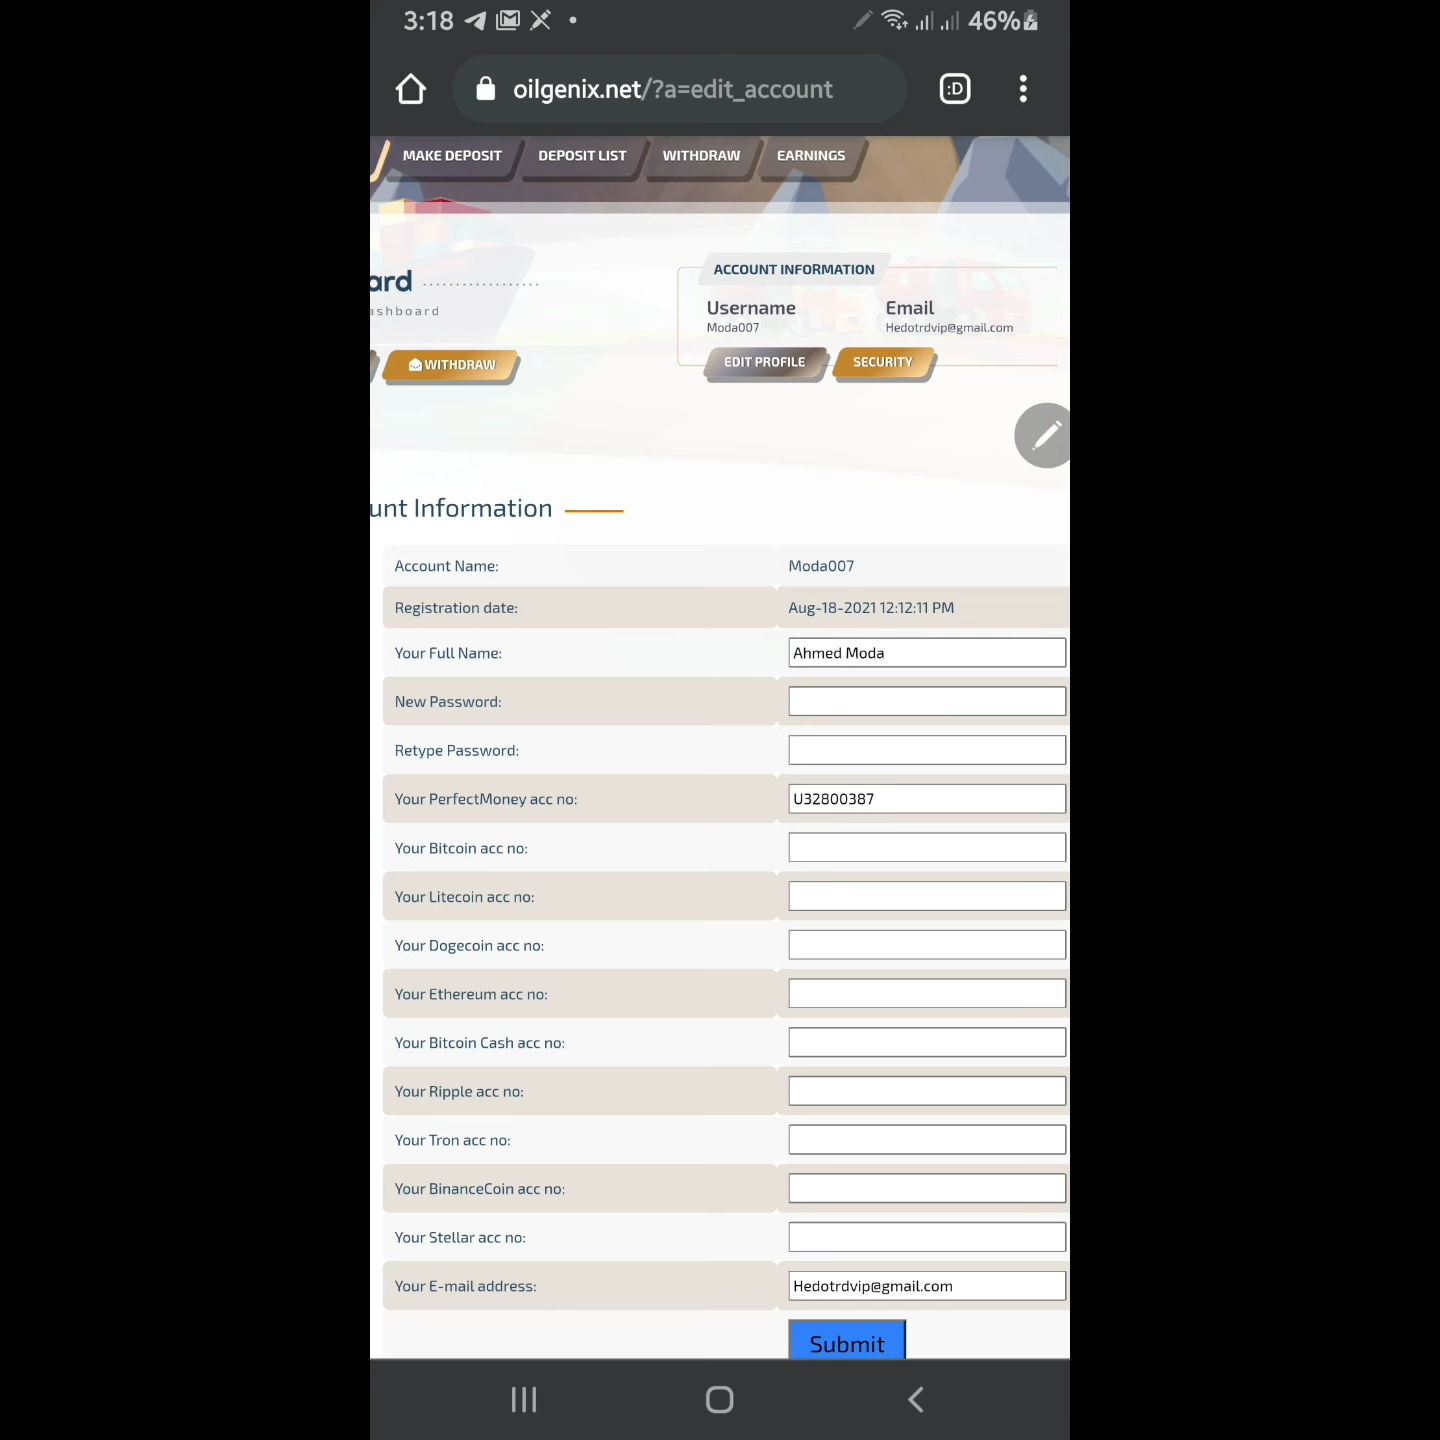 3:18
46%
oilgenix.net/?a=edit_account
:D
MAKE DEPOSIT DEPOSIT LIST WITHDRAW EARNINGS
ard
ashboard
WITHDRAW
ACCOUNT INFORMATION
Username Email
Moda007 Hedotrdvip@gmail.com
EDIT PROFILE SECURITY
unt Information
Account Name: Moda007
Registration date: Aug-18-2021 12:12:11 PM
Your Full Name: Ahmed Moda
New Password:
Retype Password:
Your PerfectMoney acc no: U32800387
Your Bitcoin acc no:
Your Litecoin acc no:
Your Dogecoin acc no:
Your Ethereum acc no:
Your Bitcoin Cash acc no:
Your Ripple acc no:
Your Tron acc no:
Your BinanceCoin acc no:
Your Stellar acc no:
Your E-mail address: Hedotrdvip@gmail.com
Submit